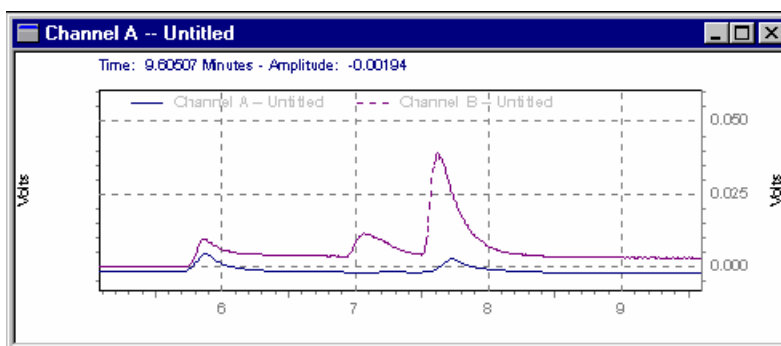 Channel A -- Untitled
Time: 9.60507 Minutes - Amplitude: -0.00194
Channel A -- Untitled Channel B -- Untitled
0.050
0.025
0.000
Volts
Volts
6 7 8 9